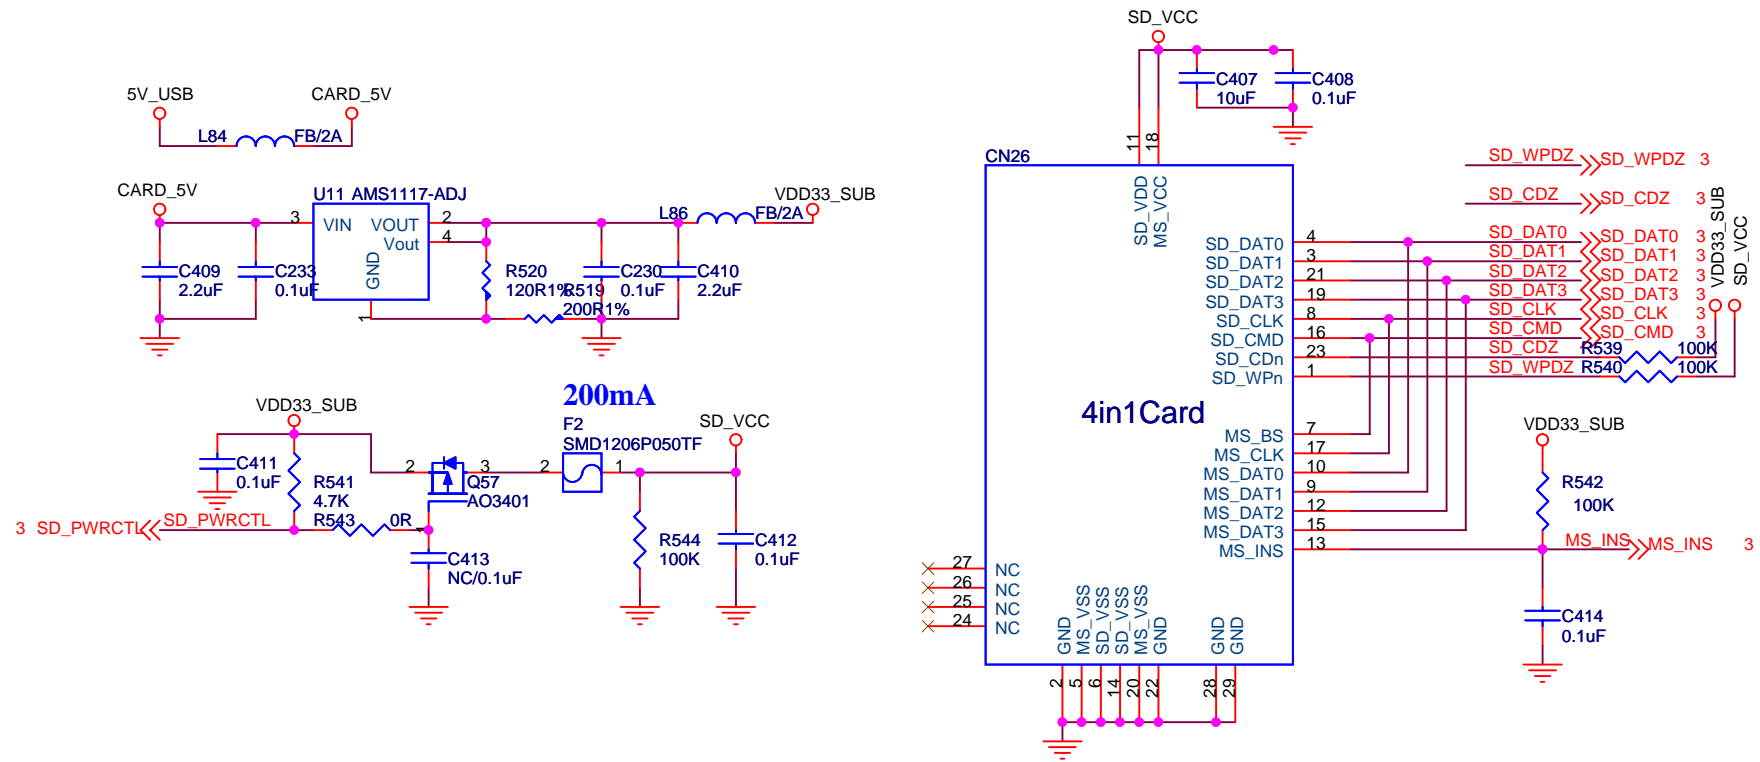 5V_USB
CARD_5V
L84
FB/2A
CARD_5V
U11 AMS1117-ADJ
VDD33_SUB
3
VIN
VOUT
2
Vout
4
GND
1
L86
FB/2A
C409
2.2uF
C233
0.1uF
R520
120R1%
R519
200R1%
C230
0.1uF
C410
2.2uF
200mA
VDD33_SUB
F2
SMD1206P050TF
SD_VCC
C411
0.1uF
R541
4.7K
2
3
Q57
AO3401
2
1
3 SD_PWRCTL
SD_PWRCTL
R543
0R
C413
NC/0.1uF
R544
100K
C412
0.1uF
SD_VCC
C407
10uF
C408
0.1uF
CN26
11
18
SD_VDD
MS_VCC
4in1Card
SD_DAT0 4
SD_DAT1 3
SD_DAT2 21
SD_DAT3 19
SD_CLK 8
SD_CMD 16
SD_CDn 23
SD_WPn 1
MS_BS 7
MS_CLK 17
MS_DAT0 10
MS_DAT1 9
MS_DAT2 12
MS_DAT3 15
MS_INS 13
27 NC
26 NC
25 NC
24 NC
GND
MS_VSS
SD_VSS
SD_VSS
MS_VSS
GND
GND
GND
2
5
6
14
20
22
28
29
SD_WPDZ SD_WPDZ 3
SD_CDZ SD_CDZ 3
SD_DAT0 SD_DAT0 3
SD_DAT1 SD_DAT1 3
SD_DAT2 SD_DAT2 3
SD_DAT3 SD_DAT3 3
SD_CLK SD_CLK 3
SD_CMD SD_CMD 3
SD_CDZ R539 100K
SD_WPDZ R540 100K
VDD33_SUB
SD_VCC
VDD33_SUB
R542
100K
MS_INS MS_INS 3
C414
0.1uF